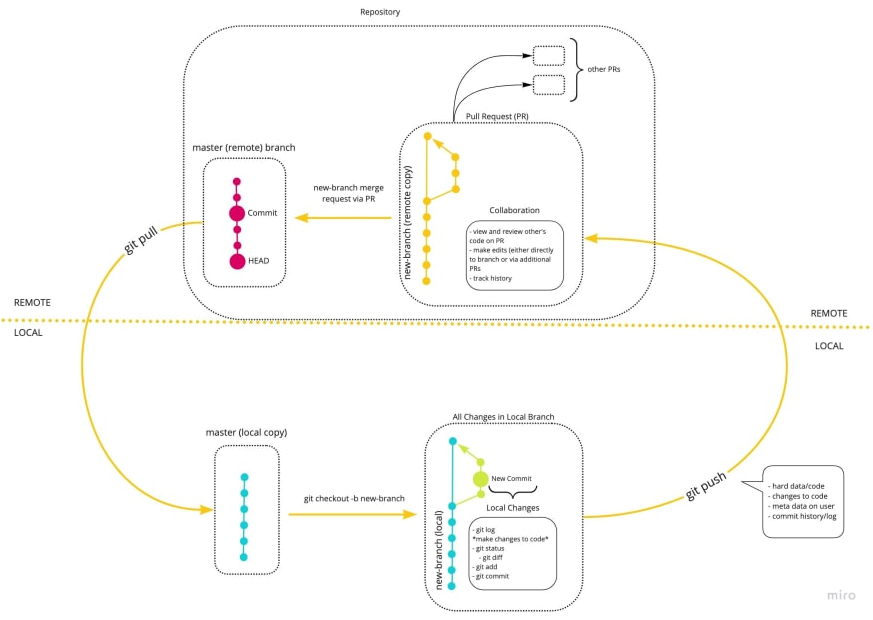 Repository
other PRs
Pull Request (PR)
master (remote) branch
new-branch merge
request via PR
new-branch (remote copy)
Commit
HEAD
Collaboration
- view and review other's
code on PR
- make edits (either directly
to branch or via additional
PRs
- track history
git pull
REMOTE
LOCAL
REMOTE
LOCAL
master (local copy)
git checkout -b new-branch
All Changes in Local Branch
new-branch (local)
New Commit
Local Changes
- git log
*make changes to code*
- git status
- git diff
- git add
- git commit
git push
- hard data/code
- changes to code
- meta data on user
- commit history/log
miro